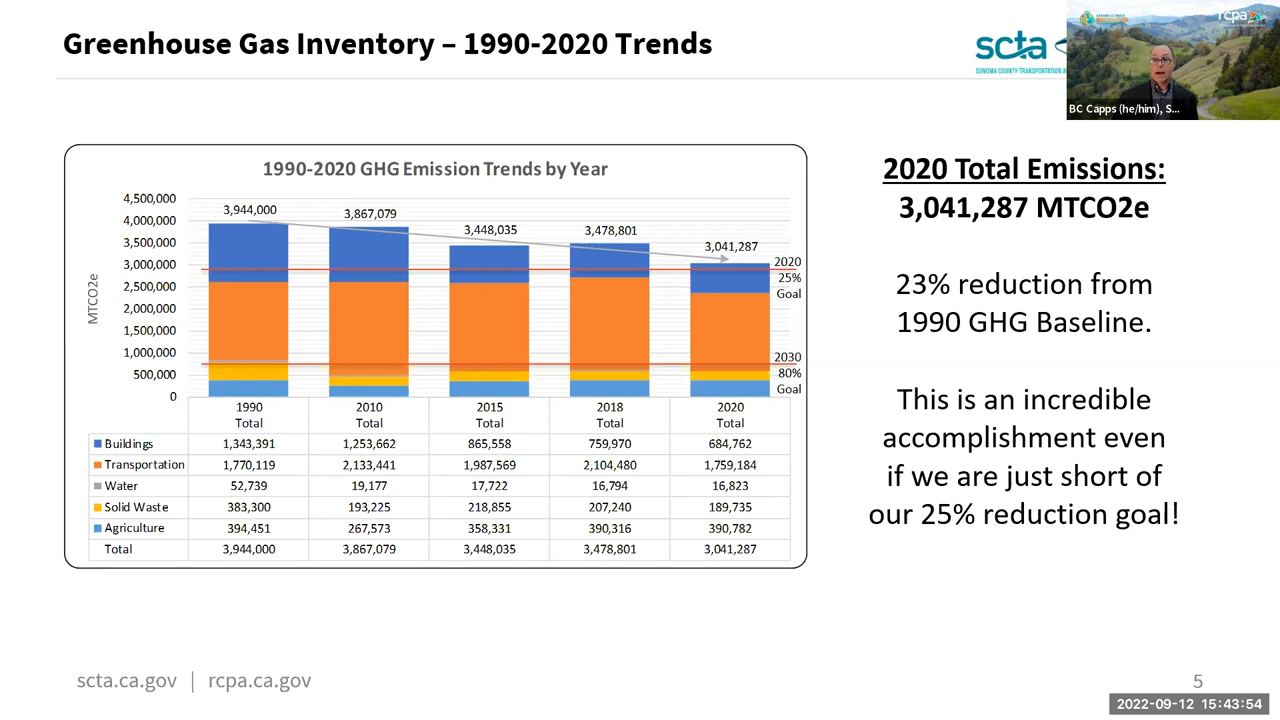 Greenhouse Gas Inventory – 1990-2020 Trends
scta
SONOMA COUNTY TRANSPORTATION
rcpa
BC Capps (he/him), S...
1990-2020 GHG Emission Trends by Year
MTCO2e
4,500,000
4,000,000
3,500,000
3,000,000
2,500,000
2,000,000
1,500,000
1,000,000
500,000
0
3,944,000
3,867,079
3,448,035
3,478,801
3,041,287
2020
25%
Goal
2030
80%
Goal
1990 Total
2010 Total
2015 Total
2018 Total
2020 Total
Buildings 1,343,391 1,253,662 865,558 759,970 684,762
Transportation 1,770,119 2,133,441 1,987,569 2,104,480 1,759,184
Water 52,739 19,177 17,722 16,794 16,823
Solid Waste 383,300 193,225 218,855 207,240 189,735
Agriculture 394,451 267,573 358,331 390,316 390,782
Total 3,944,000 3,867,079 3,448,035 3,478,801 3,041,287
2020 Total Emissions:
3,041,287 MTCO2e
23% reduction from
1990 GHG Baseline.
This is an incredible
accomplishment even
if we are just short of
our 25% reduction goal!
scta.ca.gov | rcpa.ca.gov
5
2022-09-12 15:43:54